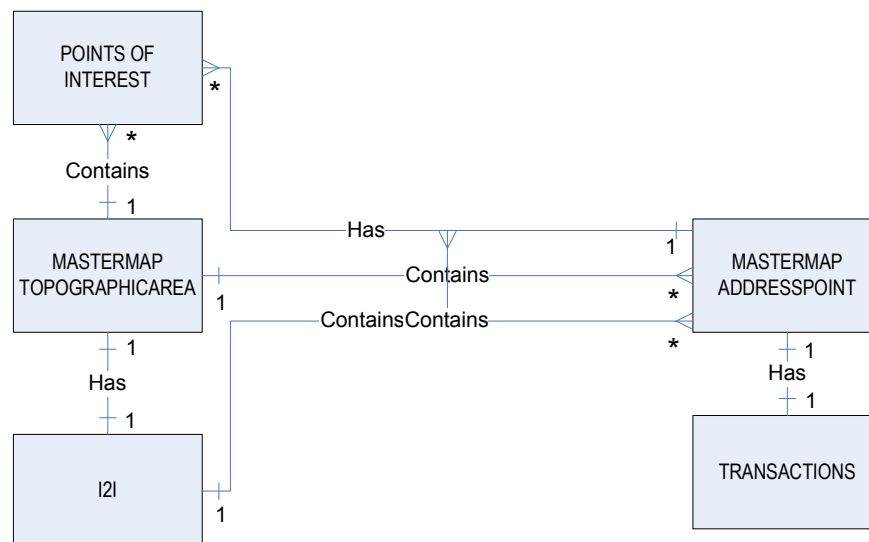 POINTS OF
INTEREST
*
*
Contains
1
Has
1
MASTERMAP
TOPOGRAPHICAREA
MASTERMAP
ADDRESSPOINT
Contains
1
*
ContainsContains
*
1
Has
1
1
Has
1
I2I
1
TRANSACTIONS